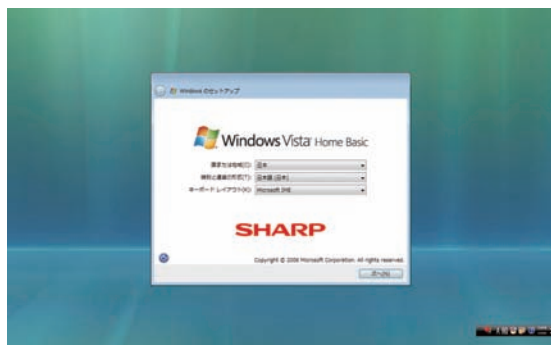 Windows のセットアップ
Windows Vista Home Basic
国または地域(C): 日本
時刻と通貨の形式(T): 日本語 (日本)
キーボード レイアウト(K): Microsoft IME
SHARP
Copyright © 2006 Microsoft Corporation. All rights reserved.
次へ(N)